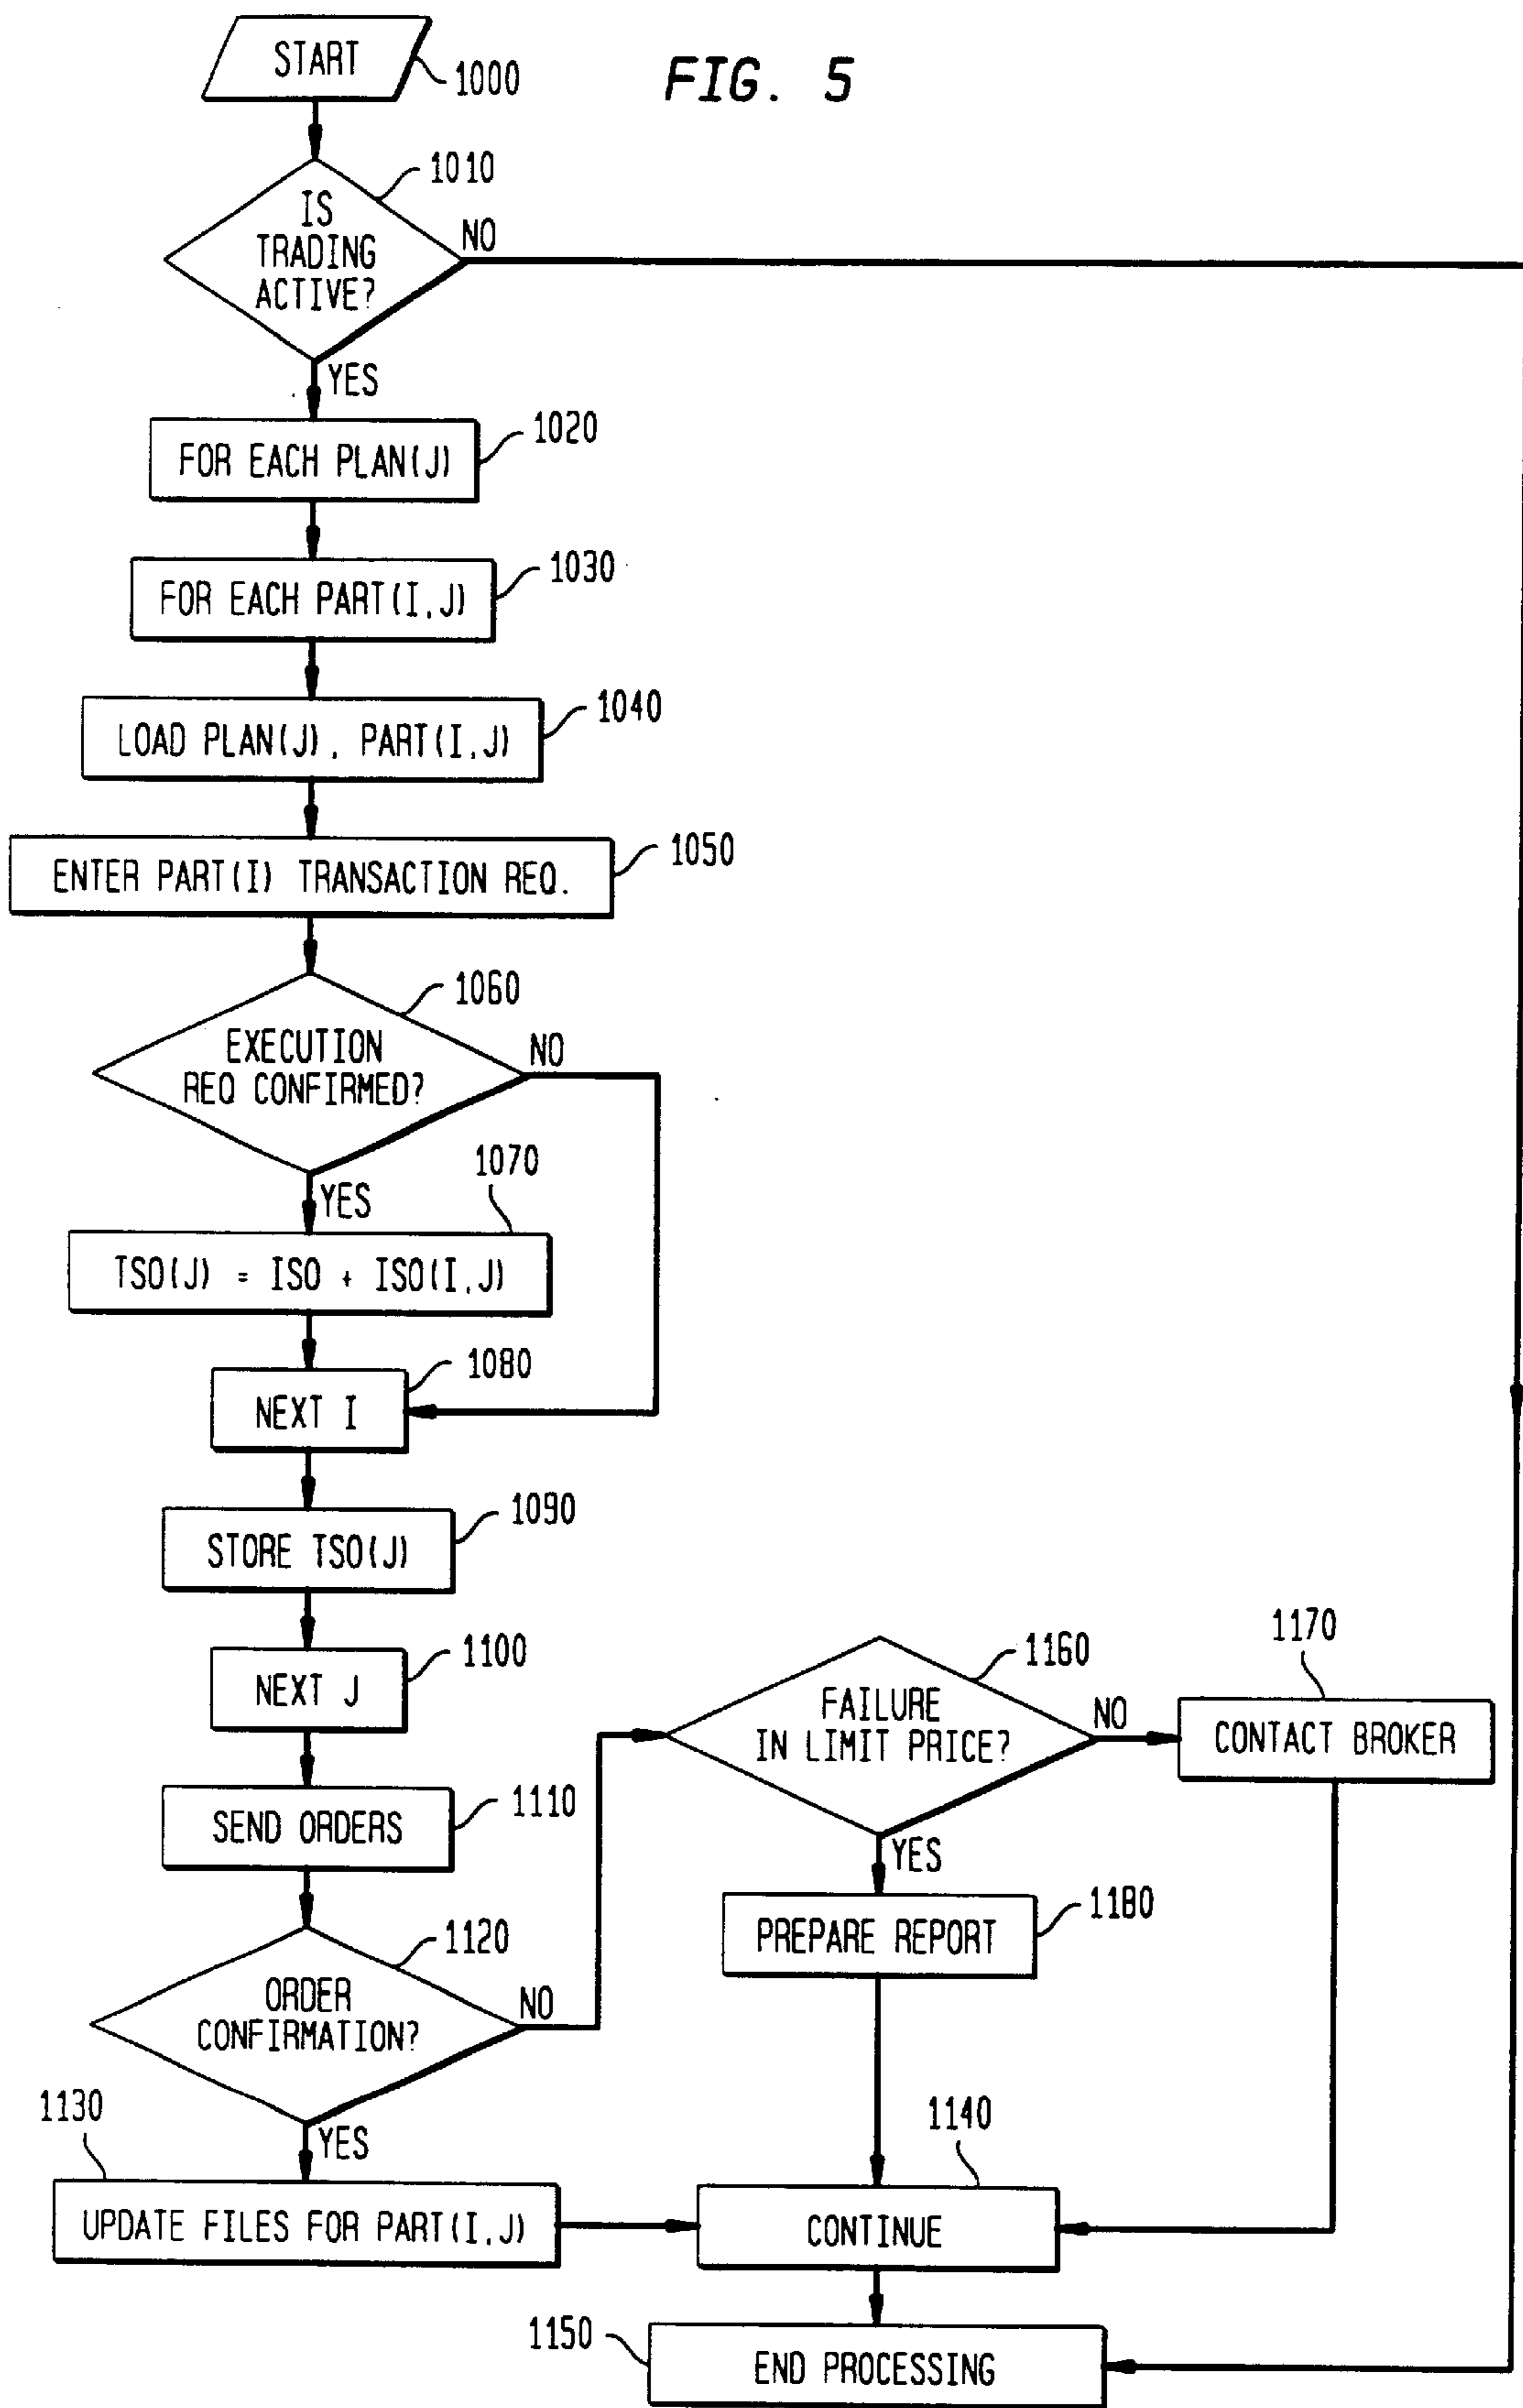 START
1000
FIG. 5
1010
IS
TRADING
ACTIVE?
NO
YES
1020
FOR EACH PLAN(J)
1030
FOR EACH PART(I,J)
1040
LOAD PLAN(J), PART(I,J)
1050
ENTER PART(I) TRANSACTION REQ.
1060
EXECUTION
REQ CONFIRMED?
NO
YES
1070
TSO(J) = ISO + ISO(I,J)
1080
NEXT I
1090
STORE TSO(J)
1100
NEXT J
1110
SEND ORDERS
1120
ORDER
CONFIRMATION?
NO
YES
1130
UPDATE FILES FOR PART(I,J)
1160
FAILURE
IN LIMIT PRICE?
NO
YES
1170
CONTACT BROKER
1180
PREPARE REPORT
1140
CONTINUE
1150
END PROCESSING